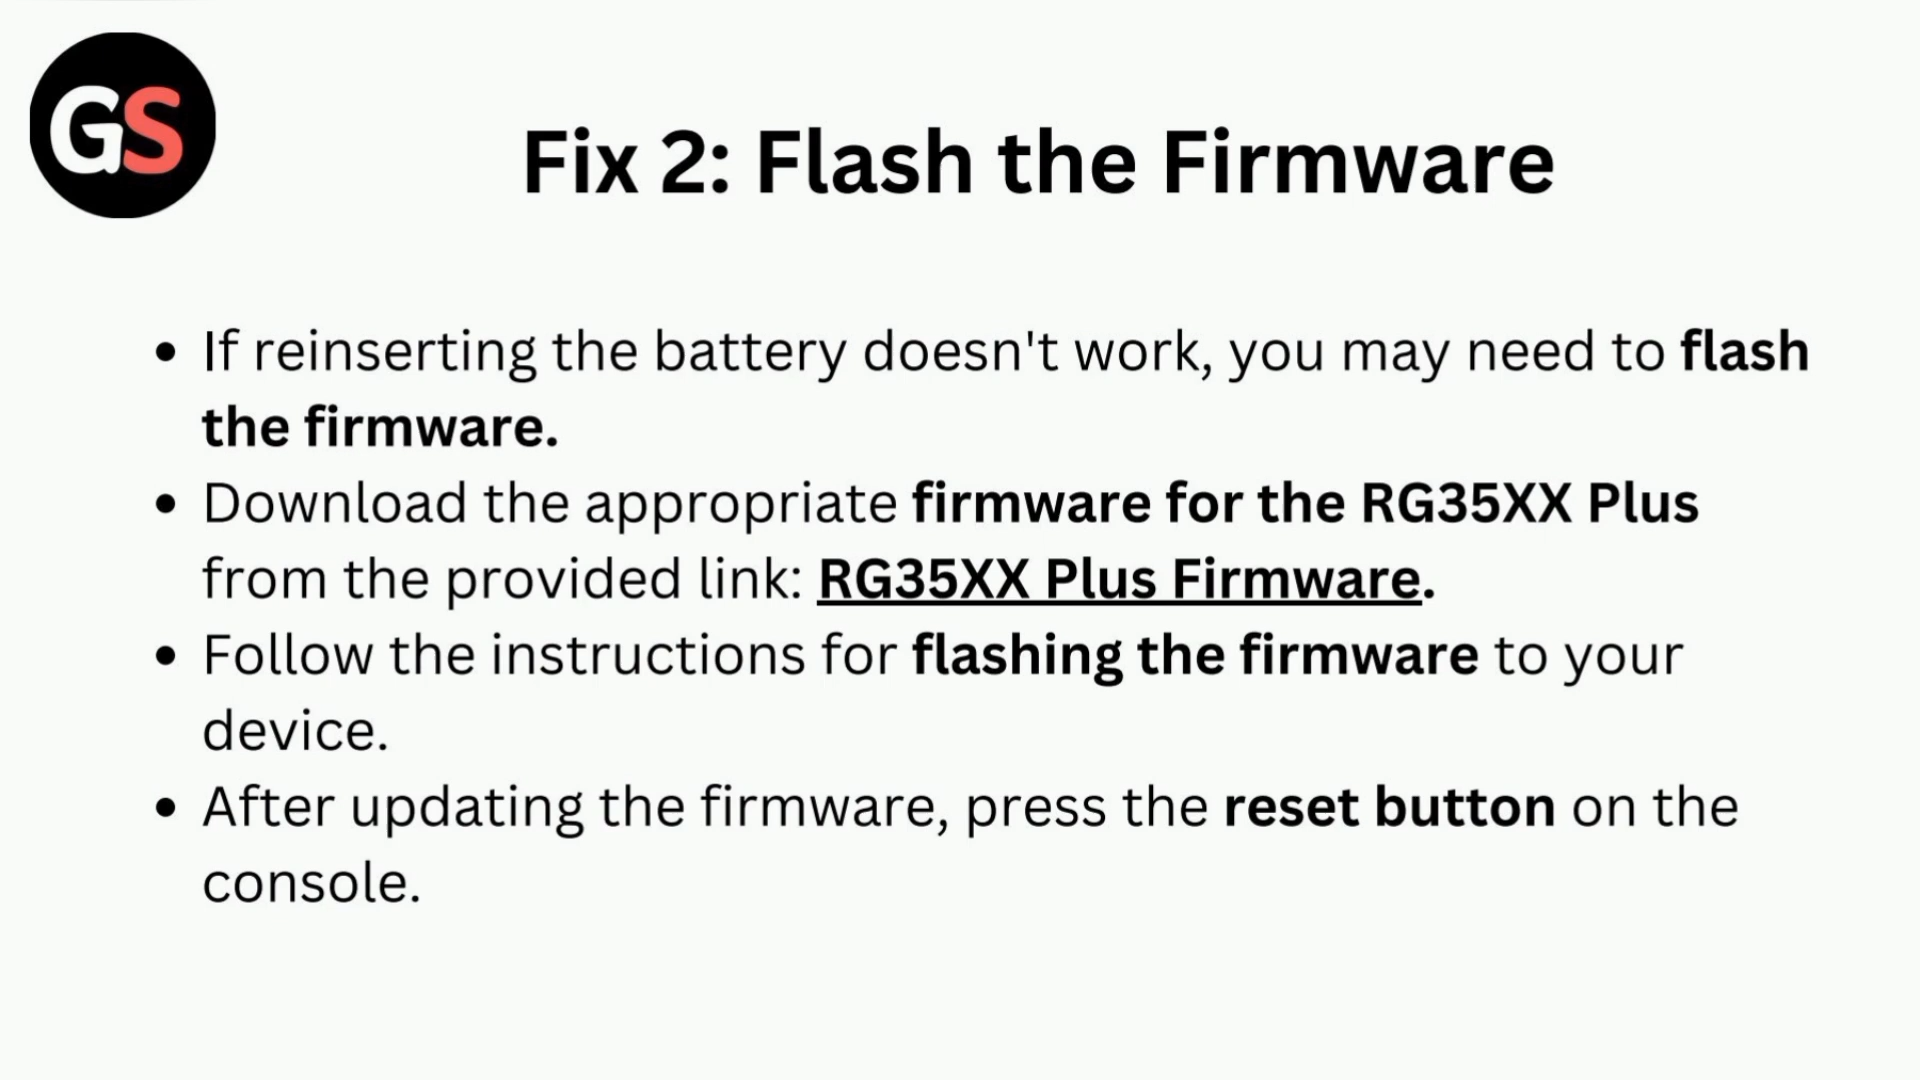 GS
Fix 2: Flash the Firmware
• If reinserting the battery doesn't work, you may need to flash
the firmware.
• Download the appropriate firmware for the RG35XX Plus
from the provided link: RG35XX Plus Firmware.
• Follow the instructions for flashing the firmware to your
device.
• After updating the firmware, press the reset button on the
console.